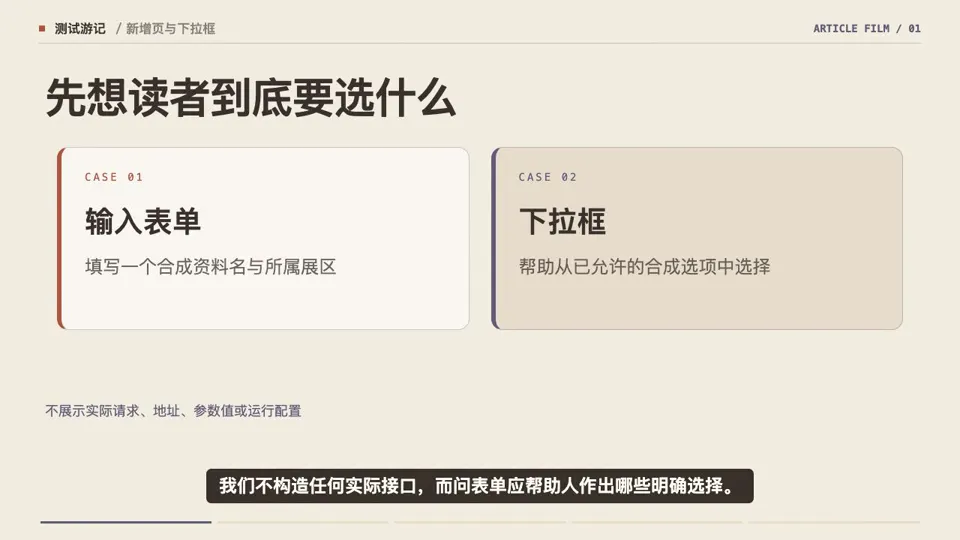 测试游记 / 新增页与下拉框
ARTICLE FILM / 01
先想读者到底要选什么
CASE 01
输入表单
填写一个合成资料名与所属展区
CASE 02
下拉框
帮助从已允许的合成选项中选择
不展示实际请求、地址、参数值或运行配置
我们不构造任何实际接口，而问表单应帮助人作出哪些明确选择。